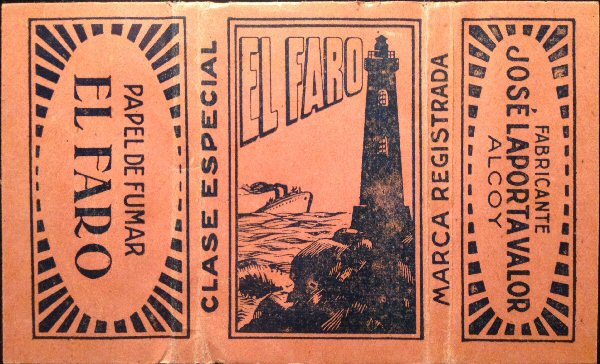 PAPEL DE FUMAR
EL FARO
CLASE ESPECIAL
EL FARO
MARCA REGISTRADA
FABRICANTE
JOSÉ LAPORTA VALOR
ALCOY